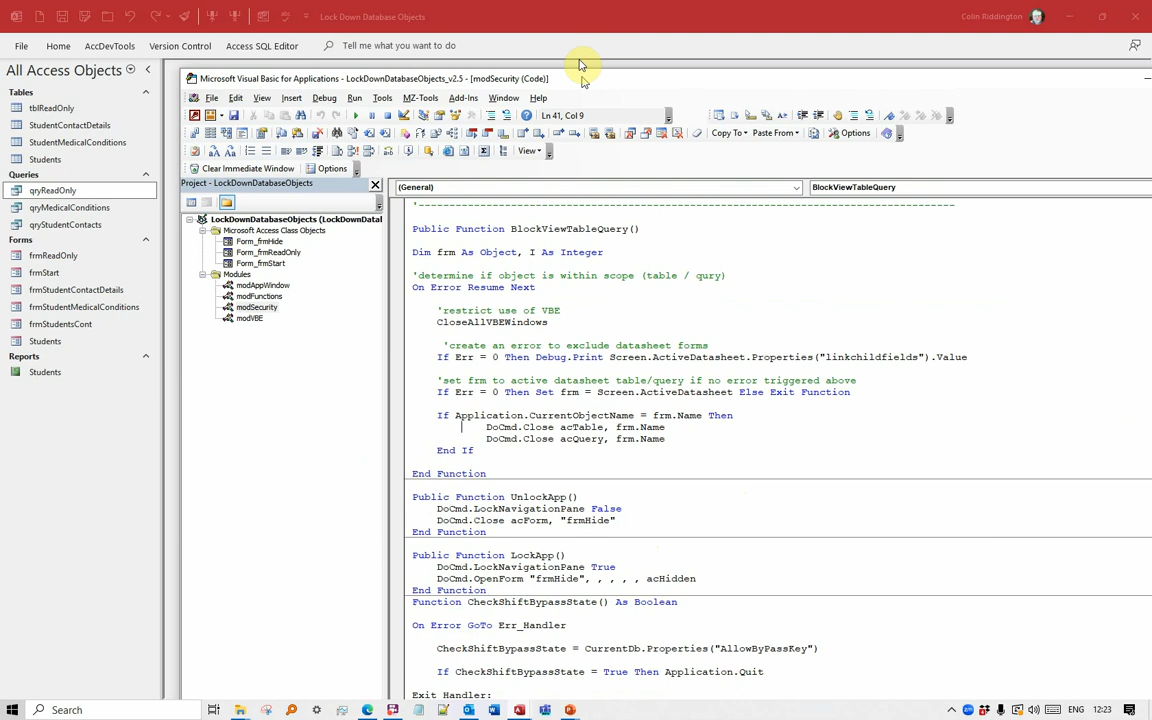 Lock Down Database Objects
Colin Riddington
File Home AccDevTools Version Control Access SQL Editor Tell me what you want to do
All Access Objects
Tables
tblReadOnly
StudentContactDetails
StudentMedicalConditions
Students
Queries
qryReadOnly
qryMedicalConditions
qryStudentContacts
Forms
frmReadOnly
frmStart
frmStudentContactDetails
frmStudentMedicalConditions
frmStudentsCont
Students
Reports
Students
Microsoft Visual Basic for Applications - LockDownDatabaseObjects_v2.5 - [modSecurity (Code)]
File Edit View Insert Debug Run Tools MZ-Tools Add-Ins Window Help
Ln 41, Col 9
Copy To Paste From Options
View
Clear Immediate Window Options
Project - LockDownDatabaseObjects
LockDownDatabaseObjects (LockDownDatal
Microsoft Access Class Objects
Form_frmHide
Form_frmReadOnly
Form_frmStart
Modules
modAppWindow
modFunctions
modSecurity
modVBE
(General) BlockViewTableQuery
'------------------------------------------------------------------------------------------
Public Function BlockViewTableQuery()
Dim frm As Object, I As Integer
'determine if object is within scope (table / qury)
On Error Resume Next
'restrict use of VBE
CloseAllVBEWindows
'create an error to exclude datasheet forms
If Err = 0 Then Debug.Print Screen.ActiveDatasheet.Properties("linkchildfields").Value
'set frm to active datasheet table/query if no error triggered above
If Err = 0 Then Set frm = Screen.ActiveDatasheet Else Exit Function
If Application.CurrentObjectName = frm.Name Then
DoCmd.Close acTable, frm.Name
DoCmd.Close acQuery, frm.Name
End If
End Function
Public Function UnlockApp()
DoCmd.LockNavigationPane False
DoCmd.Close acForm, "frmHide"
End Function
Public Function LockApp()
DoCmd.LockNavigationPane True
DoCmd.OpenForm "frmHide", , , , , acHidden
End Function
Function CheckShiftBypassState() As Boolean
On Error GoTo Err_Handler
CheckShiftBypassState = CurrentDb.Properties("AllowByPassKey")
If CheckShiftBypassState = True Then Application.Quit
Exit Handler:
Search
ENG 12:23